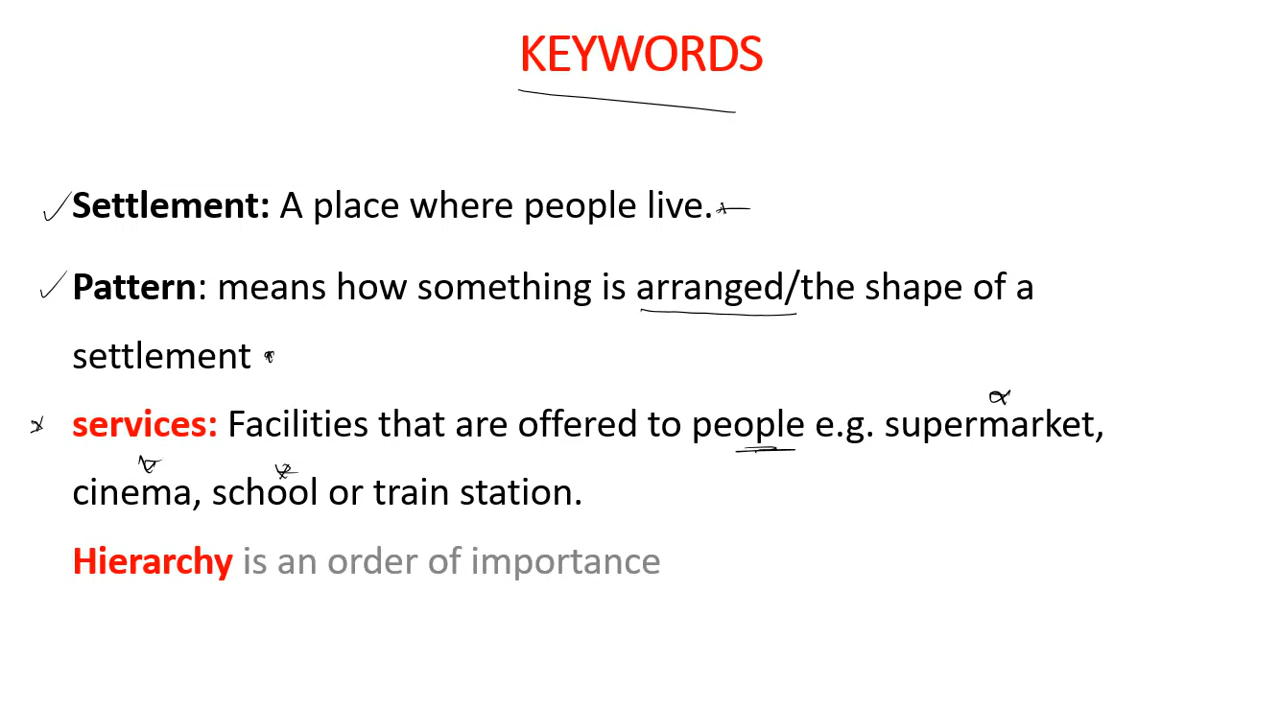 KEYWORDS
Settlement: A place where people live.
Pattern: means how something is arranged/the shape of a
settlement
services: Facilities that are offered to people e.g. supermarket,
cinema, school or train station.
Hierarchy is an order of importance